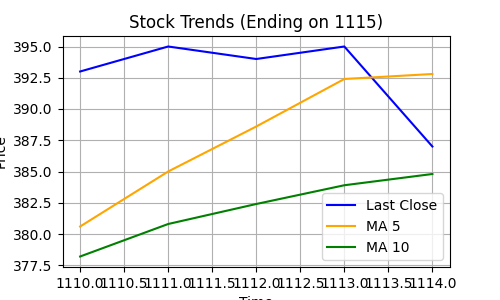 Stock Trends (Ending on 1115)
395.0
392.5
390.0
387.5
385.0
382.5
380.0
377.5
Price
Last Close
MA 5
MA 10
1110.0 1110.5 1111.0 1111.5 1112.0 1112.5 1113.0 1113.5 1114.0
Time